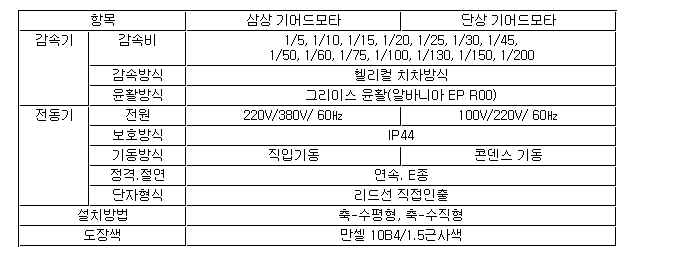 항목 삼상 기어드모타 단상 기어드모타
감속기 감속비 1/5, 1/10, 1/15, 1/20, 1/25, 1/30, 1/45,
1/50, 1/60, 1/75, 1/100, 1/130, 1/150, 1/200
감속방식 헬리컬 치차방식
윤활방식 그리이스 윤활(알바니아 EP R00)
전동기 전원 220V/380V/ 60㎐ 100V/220V/ 60㎐
보호방식 IP44
기동방식 직입기동 콘덴스 기동
정격.절연 연속, E종
단자형식 리드선 직접인출
설치방법 축-수평형, 축-수직형
도장색 만셀 10B4/1.5근사색